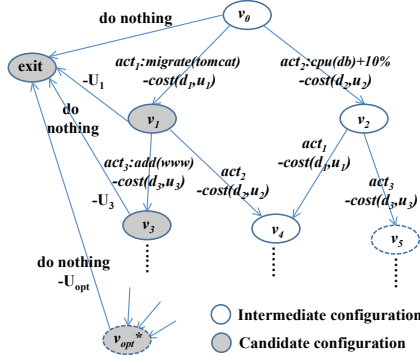 do nothing
v0
exit
act1:migrate(tomcat)
-cost(d1,u1)
act2:cpu(db)+10%
-cost(d2,u2)
-U1
do
nothing
v1
v2
act3:add(www)
-cost(d3,u3)
act2
-cost(d2,u2)
act1
-cost(d1,u1)
act3
-cost(d3,u3)
-U3
v3
v4
v5
do nothing
-Uopt
vopt*
Intermediate configuration
Candidate configuration